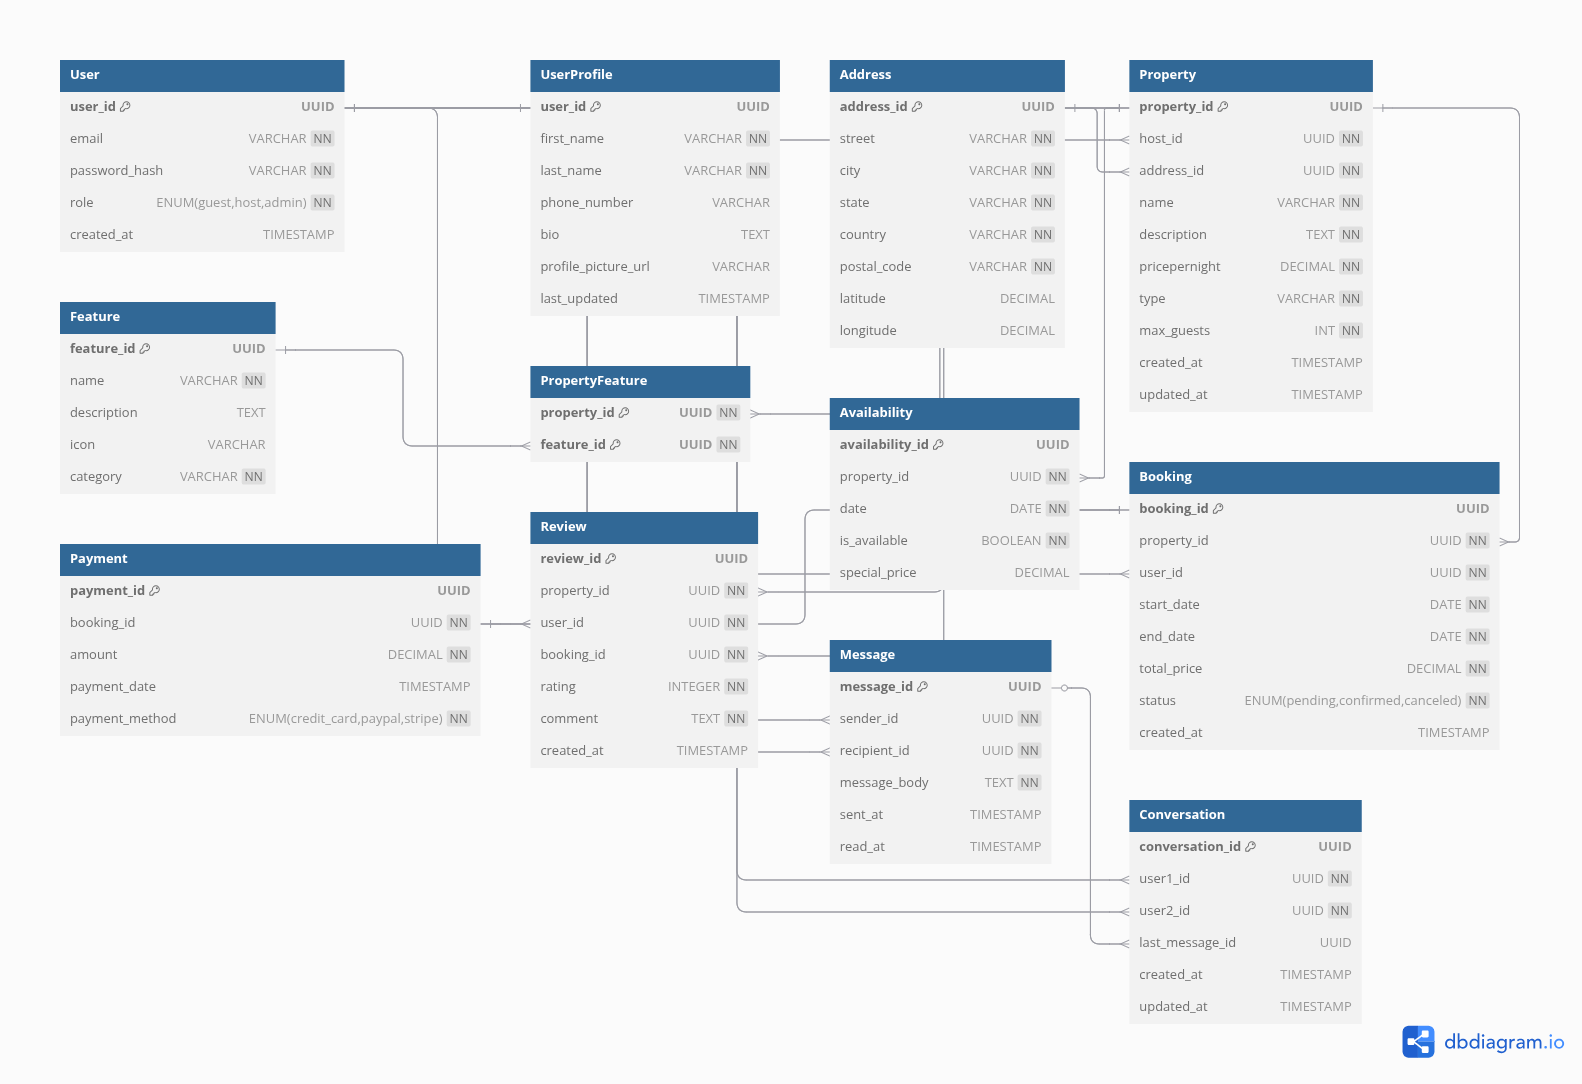 User
user_id UUID
email VARCHAR NN
password_hash VARCHAR NN
role ENUM(guest,host,admin) NN
created_at TIMESTAMP
UserProfile
user_id UUID
first_name VARCHAR NN
last_name VARCHAR NN
phone_number VARCHAR
bio TEXT
profile_picture_url VARCHAR
last_updated TIMESTAMP
Address
address_id UUID
street VARCHAR NN
city VARCHAR NN
state VARCHAR NN
country VARCHAR NN
postal_code VARCHAR NN
latitude DECIMAL
longitude DECIMAL
Property
property_id UUID
host_id UUID NN
address_id UUID NN
name VARCHAR NN
description TEXT NN
pricepernight DECIMAL NN
type VARCHAR NN
max_guests INT NN
created_at TIMESTAMP
updated_at TIMESTAMP
Feature
feature_id UUID
name VARCHAR NN
description TEXT
icon VARCHAR
category VARCHAR NN
PropertyFeature
property_id UUID NN
feature_id UUID NN
Availability
availability_id UUID
property_id UUID NN
date DATE NN
is_available BOOLEAN NN
special_price DECIMAL
Booking
booking_id UUID
property_id UUID NN
user_id UUID NN
start_date DATE NN
end_date DATE NN
total_price DECIMAL NN
status ENUM(pending,confirmed,canceled) NN
created_at TIMESTAMP
Payment
payment_id UUID
booking_id UUID NN
amount DECIMAL NN
payment_date TIMESTAMP
payment_method ENUM(credit_card,paypal,stripe) NN
Review
review_id UUID
property_id UUID NN
user_id UUID NN
booking_id UUID NN
rating INTEGER NN
comment TEXT NN
created_at TIMESTAMP
Message
message_id UUID
sender_id UUID NN
recipient_id UUID NN
message_body TEXT NN
sent_at TIMESTAMP
read_at TIMESTAMP
Conversation
conversation_id UUID
user1_id UUID NN
user2_id UUID NN
last_message_id UUID
created_at TIMESTAMP
updated_at TIMESTAMP
dbdiagram.io